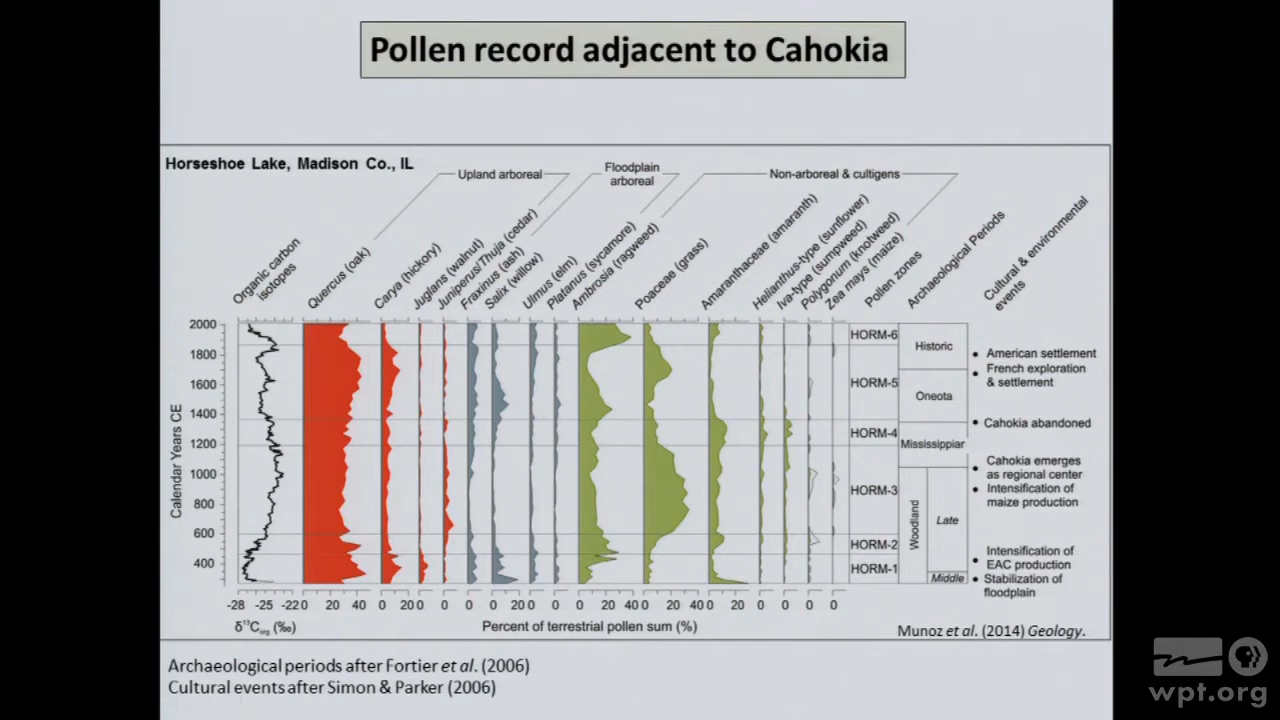 Pollen record adjacent to Cahokia
Horseshoe Lake, Madison Co., IL
Upland arboreal
Floodplain
arboreal
Non-arboreal & cultigens
Organic carbon
isotopes
Quercus (oak)
Carya (hickory)
Juglans (walnut)
Juniperus/Thuja (cedar)
Fraxinus (ash)
Salix (willow)
Ulmus (elm)
Platanus (sycamore)
Ambrosia (ragweed)
Poaceae (grass)
Amaranthaceae (amaranth)
Helianthus-type (sunflower)
Iva-type (sumpweed)
Polygonum (knotweed)
Zea mays (maize)
Pollen zones
Archaeological Periods
Cultural & environmental
events
Calendar Years CE
2000
1800
1600
1400
1200
1000
800
600
400
HORM-6
HORM-5
HORM-4
HORM-3
HORM-2
HORM-1
Historic
Oneota
Mississippiar
Woodland
Late
Middle
• American settlement
• French exploration
& settlement
• Cahokia abandoned
• Cahokia emerges
as regional center
• Intensification of
maize production
• Intensification of
EAC production
• Stabilization of
floodplain
-28 -25 -22 0 20 40 0 20 0 0 0 0 20 0 0 0 20 40 0 20 40 0 20 0 0 0 0
δ13Corg (‰)
Percent of terrestrial pollen sum (%)
Munoz et al. (2014) Geology.
Archaeological periods after Fortier et al. (2006)
Cultural events after Simon & Parker (2006)
PBS
wpt.org